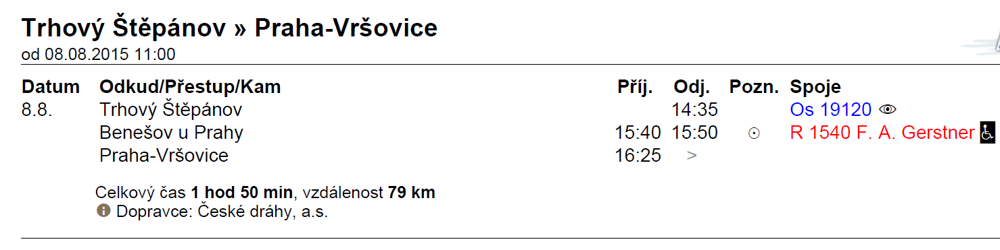 Trhový Štěpánov » Praha-Vršovice
od 08.08.2015 11:00
Datum Odkud/Přestup/Kam Příj. Odj. Pozn. Spoje
8.8. Trhový Štěpánov 14:35 Os 19120
Benešov u Prahy 15:40 15:50 R 1540 F. A. Gerstner
Praha-Vršovice 16:25 >
Celkový čas 1 hod 50 min, vzdálenost 79 km
Dopravce: České dráhy, a.s.